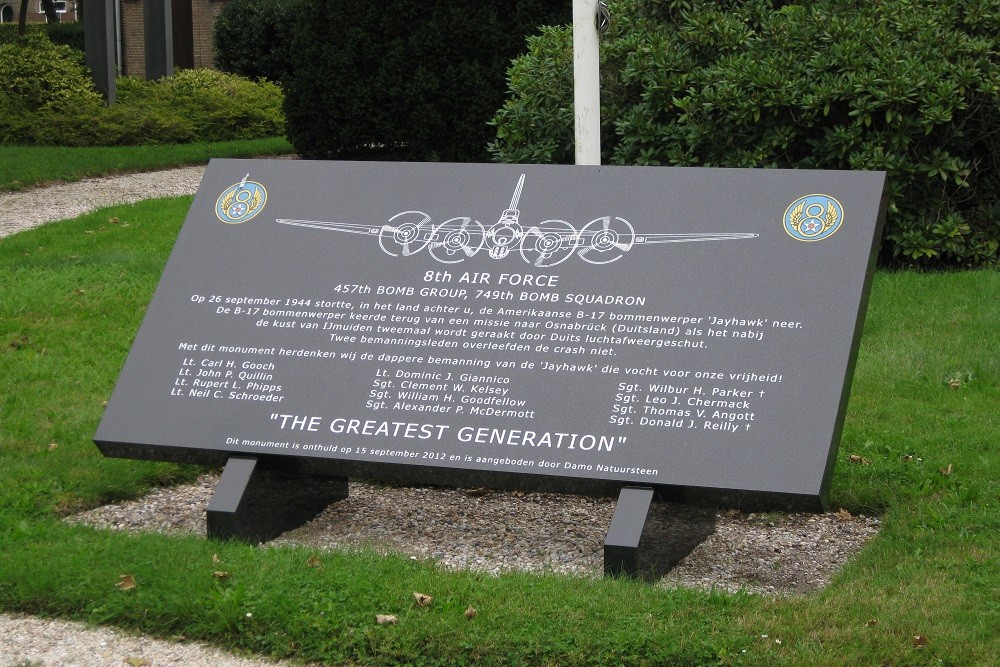 8
8
8th AIR FORCE
457th BOMB GROUP, 749th BOMB SQUADRON
Op 26 september 1944 stortte, in het land achter u, de Amerikaanse B-17 bommenwerper 'Jayhawk' neer.
De B-17 bommenwerper keerde terug van een missie naar Osnabrück (Duitsland) als het nabij
de kust van IJmuiden tweemaal wordt geraakt door Duits luchtafweergeschut.
Twee bemanningsleden overleefden de crash niet.
Met dit monument herdenken wij de dappere bemanning van de 'Jayhawk' die vocht voor onze vrijheid!
Lt. Carl H. Gooch
Lt. John P. Quillin
Lt. Rupert L. Phipps
Lt. Neil C. Schroeder
Lt. Dominic J. Giannico
Sgt. Clement W. Kelsey
Sgt. William H. Goodfellow
Sgt. Alexander P. McDermott
Sgt. Wilbur H. Parker †
Sgt. Leo J. Chermack
Sgt. Thomas V. Angott
Sgt. Donald J. Reilly †
"THE GREATEST GENERATION"
Dit monument is onthuld op 15 september 2012 en is aangeboden door Damo Natuursteen